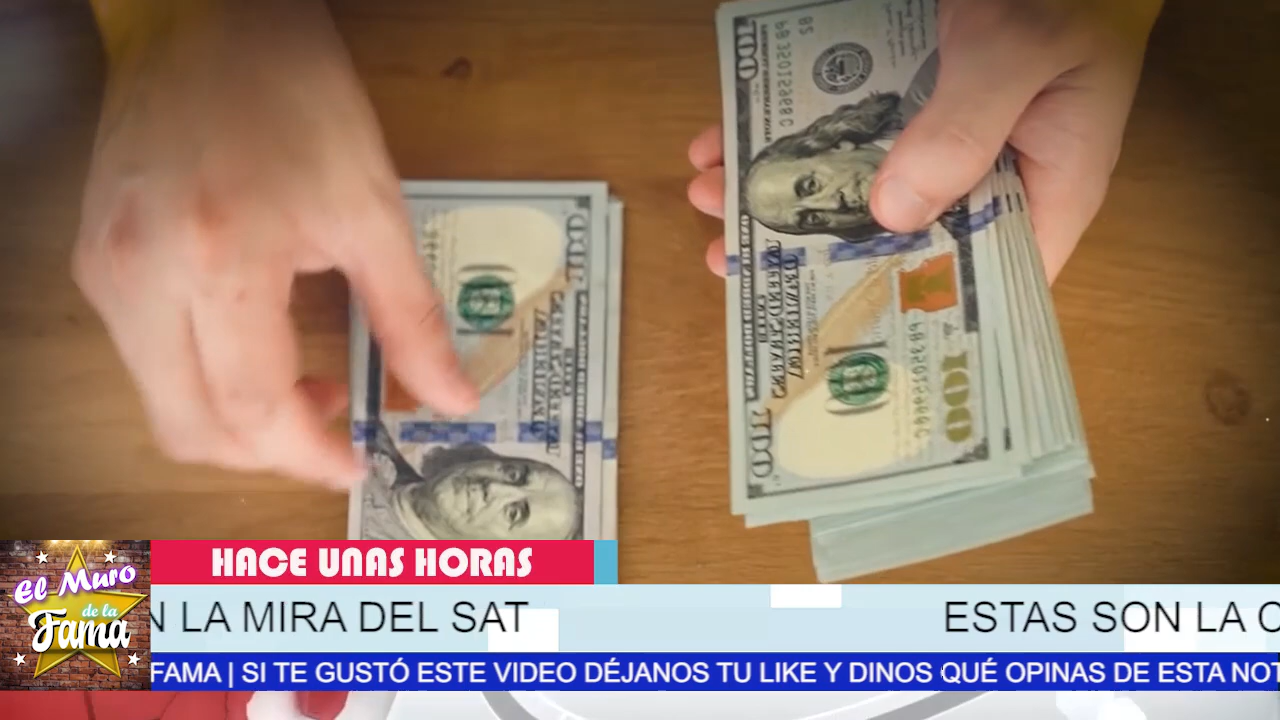 HACE UNAS HORAS
El Muro
de la
Fama
N LA MIRA DEL SAT
ESTAS SON LA C
FAMA | SI TE GUSTÓ ESTE VIDEO DÉJANOS TU LIKE Y DINOS QUÉ OPINAS DE ESTA NOT